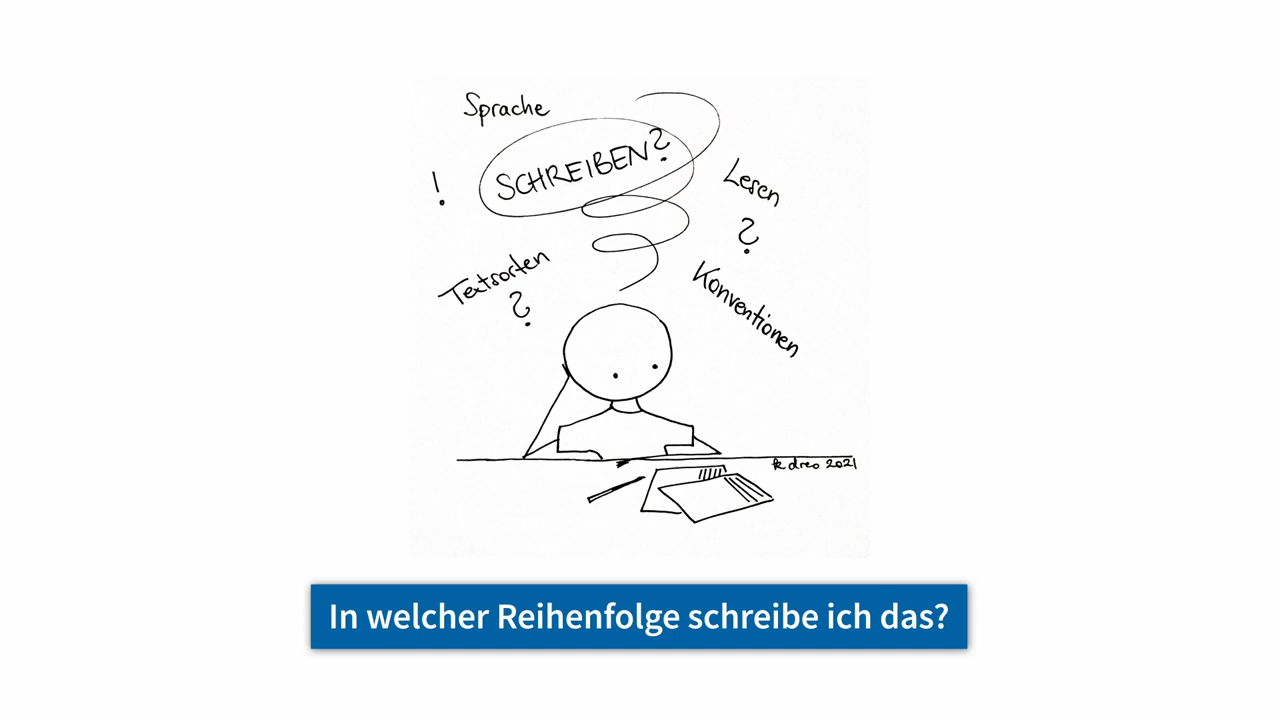 Sprache
SCHREIBEN?
!
Lesen
?
Textsorten
?
Konventionen
k dreo 2021
In welcher Reihenfolge schreibe ich das?